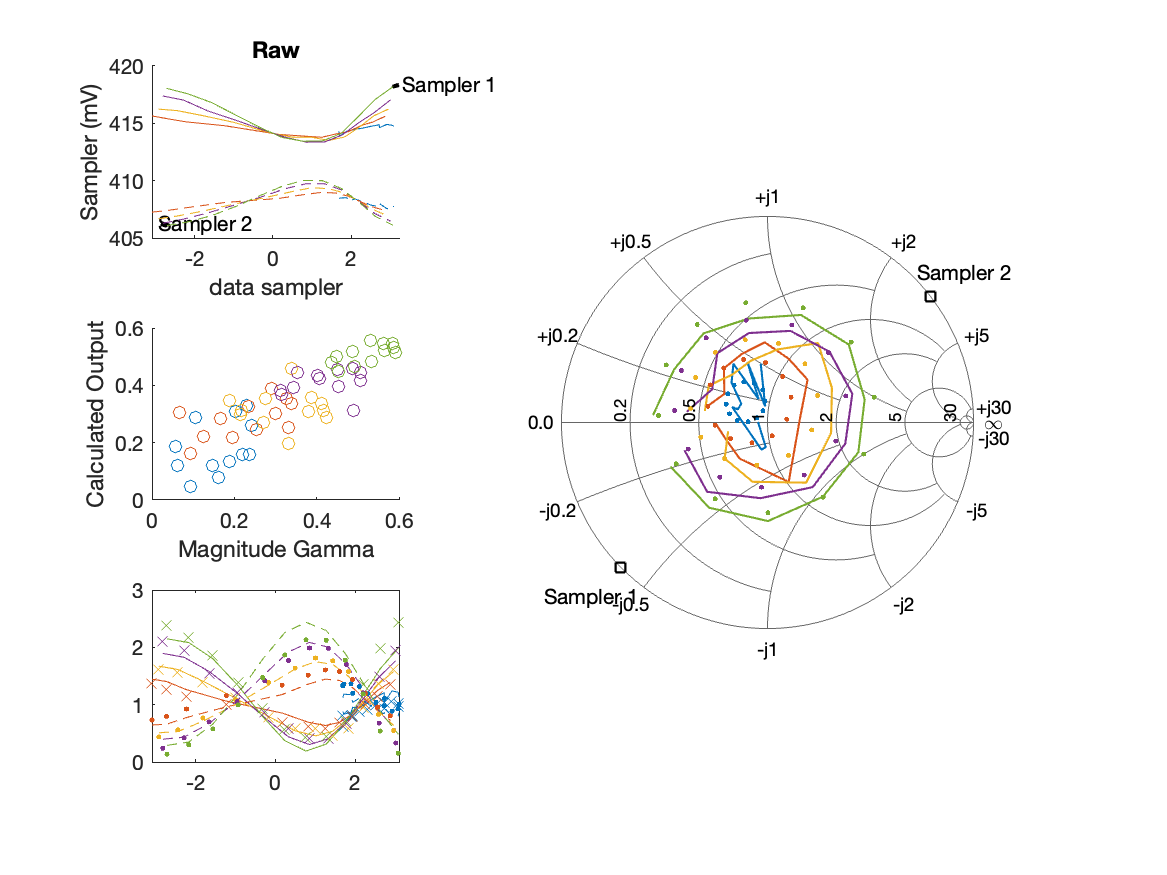 Raw
420
415
410
405
Sampler (mV)
Sampler 1
Sampler 2
-2
0
2
data sampler
0.6
0.4
0.2
0
Calculated Output
0
0.2
0.4
0.6
Magnitude Gamma
3
2
1
0
-2
0
2
+j1
+j0.5
+j2
Sampler 2
+j0.2
+j5
0.0
0.2
0.5
1
2
5
30
+j30
∞
-j30
-j0.2
-j5
Sampler 1
-j0.5
-j2
-j1